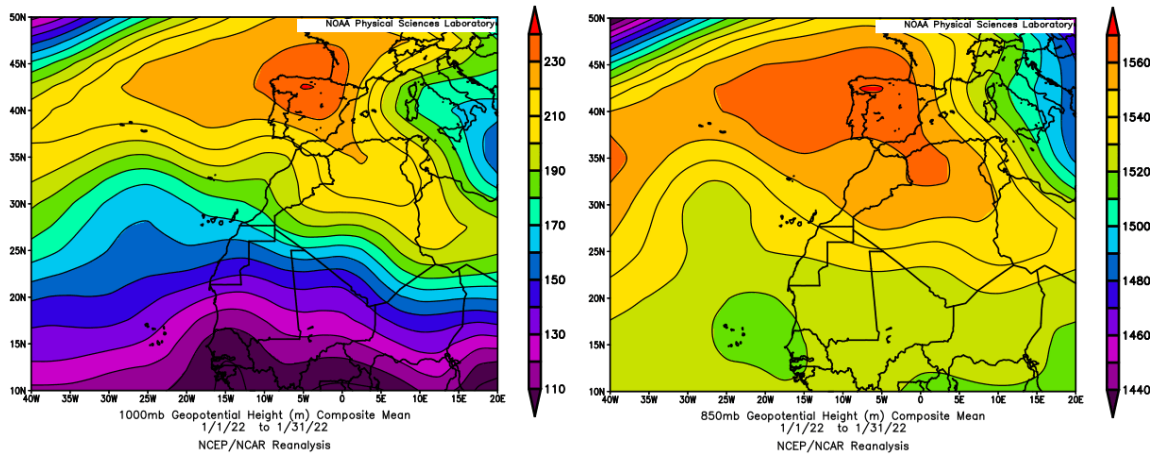 NOAA Physical Sciences Laboratory
50N
45N
40N
35N
30N
25N
20N
15N
10N
40W 35W 30W 25W 20W 15W 10W 5W 0 5E 10E 15E 20E
230
210
190
170
150
130
110
1000mb Geopotential Height (m) Composite Mean
1/1/22 to 1/31/22
NCEP/NCAR Reanalysis
NOAA Physical Sciences Laboratory
50N
45N
40N
35N
30N
25N
20N
15N
10N
40W 35W 30W 25W 20W 15W 10W 5W 0 5E 10E 15E 20E
1560
1540
1520
1500
1480
1460
1440
850mb Geopotential Height (m) Composite Mean
1/1/22 to 1/31/22
NCEP/NCAR Reanalysis